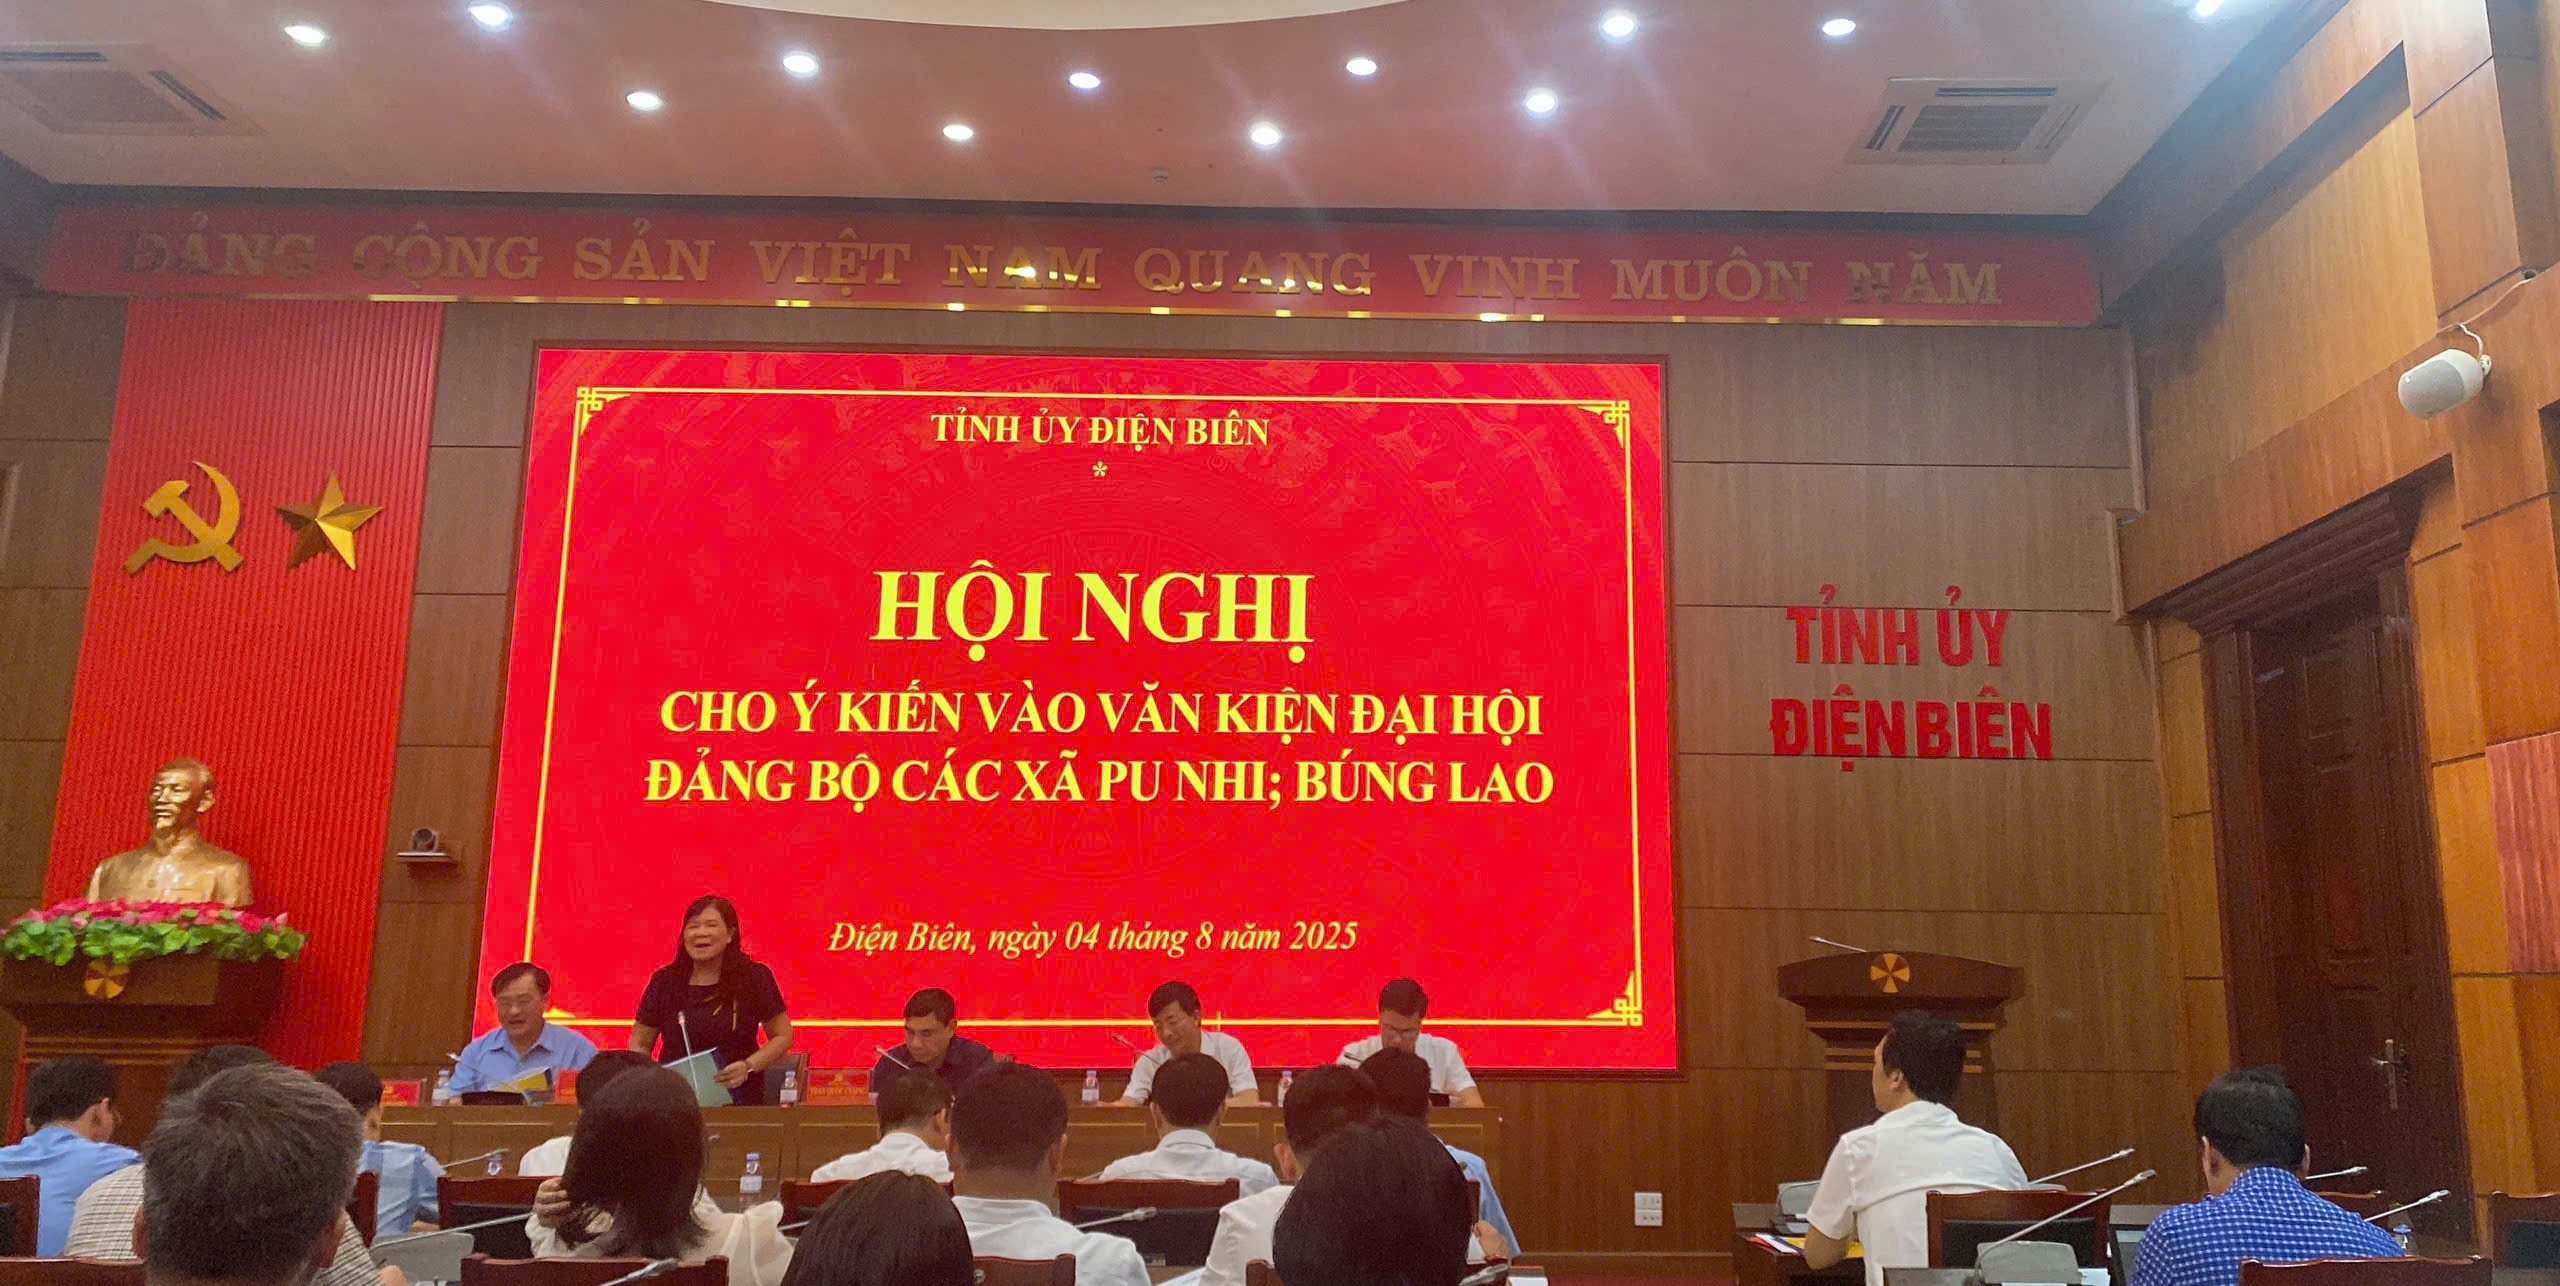 ĐẢNG CỘNG SẢN VIỆT NAM QUANG VINH MUÔN NĂM
TỈNH ỦY ĐIỆN BIÊN
*
HỘI NGHỊ
CHO Ý KIẾN VÀO VĂN KIỆN ĐẠI HỘI
ĐẢNG BỘ CÁC XÃ PU NHI; BÚNG LAO
Điện Biên, ngày 04 tháng 8 năm 2025
TỈNH ỦY
ĐIỆN BIÊN